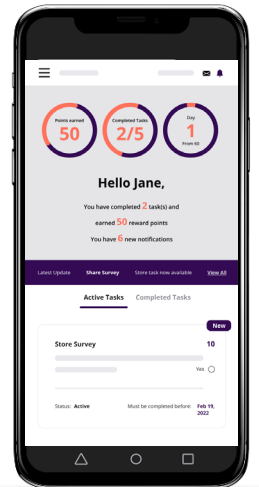 Points earned
50
Completed Tasks
2/5
Day
1
From 60
Hello Jane,
You have completed 2 task(s) and
earned 50 reward points
You have 6 new notifications
Latest Update Share Survey Store task now available View All
Active Tasks Completed Tasks
New
Store Survey 10
Yes
Status: Active Must be completed before: Feb 19,
2022